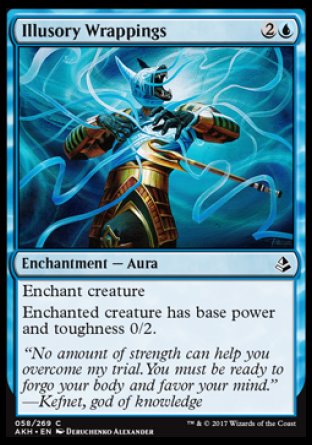 Illusory Wrappings 2
Enchantment — Aura
Enchant creature
Enchanted creature has base power
and toughness 0/2.
“No amount of strength can help you
overcome my trial. You must be ready to
forgo your body and favor your mind.”
—Kefnet, god of knowledge
058/269 C
AKH • EN Deruchenko Alexander
™ & © 2017 Wizards of the Coast